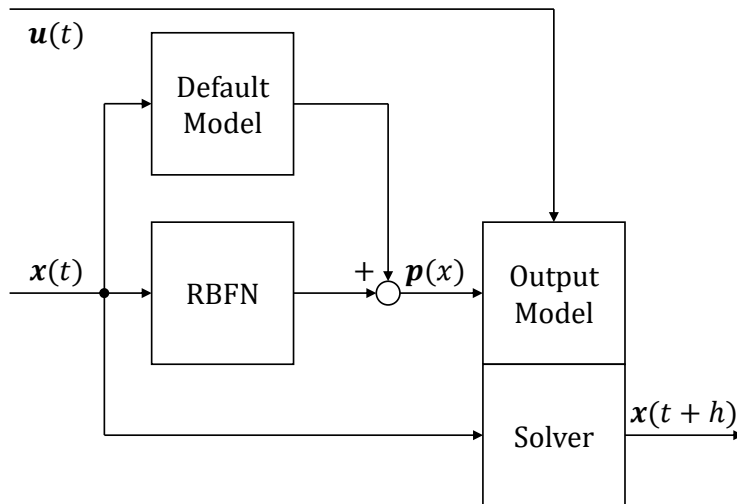 u(t)
Default
Model
x(t)
RBFN
+
p(x)
Output
Model
Solver
x(t + h)